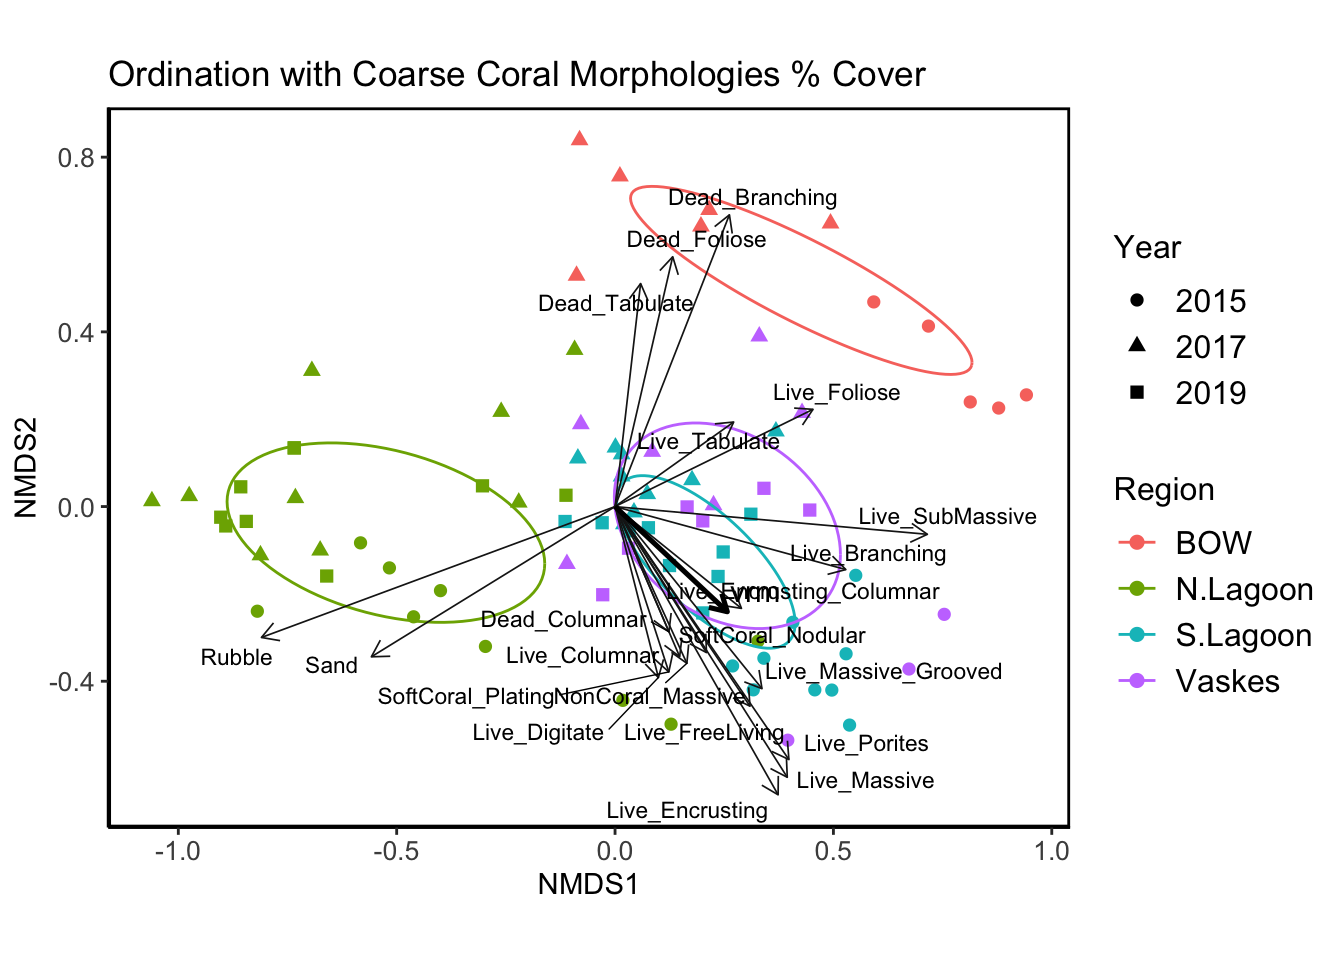 Ordination with Coarse Coral Morphologies % Cover
NMDS2
0.8
0.4
0.0
-0.4
Dead_Branching
Dead_Foliose
Dead_Tabulate
Live_Foliose
Live_Tabulate
Live_SubMassive
Live_Branching
Live_Encrusting_Columnar
vrm
Dead_Columnar
SoftCoral_Nodular
Rubble
Sand
Live_Columnar
Live_Massive_Grooved
SoftCoral_Plating
NonCoral_Massive
Live_Digitate
Live_FreeLiving
Live_Porites
Live_Massive
Live_Encrusting
-1.0
-0.5
0.0
0.5
1.0
NMDS1
Year
2015
2017
2019
Region
BOW
N.Lagoon
S.Lagoon
Vaskes